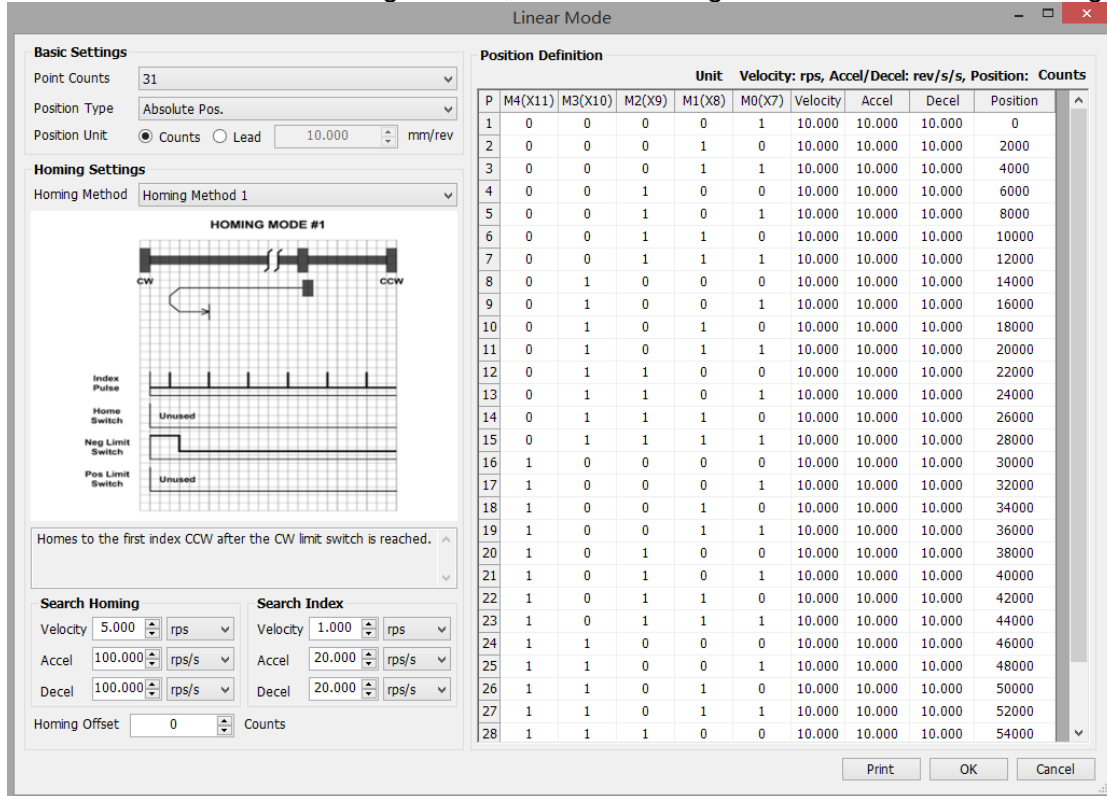 Linear Mode
Basic Settings
Point Counts 31
Position Type Absolute Pos.
Position Unit Counts Lead 10.000 mm/rev
Homing Settings
Homing Method Homing Method 1
HOMING MODE #1
CW CCW
Index Pulse
Home Switch Unused
Neg Limit Switch
Pos Limit Switch Unused
Homes to the first index CCW after the CW limit switch is reached.
Search Homing
Velocity 5.000 rps
Accel 100.000 rps/s
Decel 100.000 rps/s
Search Index
Velocity 1.000 rps
Accel 20.000 rps/s
Decel 20.000 rps/s
Homing Offset 0 Counts
Position Definition
Unit Velocity: rps, Accel/Decel: rev/s/s, Position: Counts
P M4(X11) M3(X10) M2(X9) M1(X8) M0(X7) Velocity Accel Decel Position
1 0 0 0 0 1 10.000 10.000 10.000 0
2 0 0 0 1 0 10.000 10.000 10.000 2000
3 0 0 0 1 1 10.000 10.000 10.000 4000
4 0 0 1 0 0 10.000 10.000 10.000 6000
5 0 0 1 0 1 10.000 10.000 10.000 8000
6 0 0 1 1 0 10.000 10.000 10.000 10000
7 0 0 1 1 1 10.000 10.000 10.000 12000
8 0 1 0 0 0 10.000 10.000 10.000 14000
9 0 1 0 0 1 10.000 10.000 10.000 16000
10 0 1 0 1 0 10.000 10.000 10.000 18000
11 0 1 0 1 1 10.000 10.000 10.000 20000
12 0 1 1 0 0 10.000 10.000 10.000 22000
13 0 1 1 0 1 10.000 10.000 10.000 24000
14 0 1 1 1 0 10.000 10.000 10.000 26000
15 0 1 1 1 1 10.000 10.000 10.000 28000
16 1 0 0 0 0 10.000 10.000 10.000 30000
17 1 0 0 0 1 10.000 10.000 10.000 32000
18 1 0 0 1 0 10.000 10.000 10.000 34000
19 1 0 0 1 1 10.000 10.000 10.000 36000
20 1 0 1 0 0 10.000 10.000 10.000 38000
21 1 0 1 0 1 10.000 10.000 10.000 40000
22 1 0 1 1 0 10.000 10.000 10.000 42000
23 1 0 1 1 1 10.000 10.000 10.000 44000
24 1 1 0 0 0 10.000 10.000 10.000 46000
25 1 1 0 0 1 10.000 10.000 10.000 48000
26 1 1 0 1 0 10.000 10.000 10.000 50000
27 1 1 0 1 1 10.000 10.000 10.000 52000
28 1 1 1 0 0 10.000 10.000 10.000 54000
Print OK Cancel